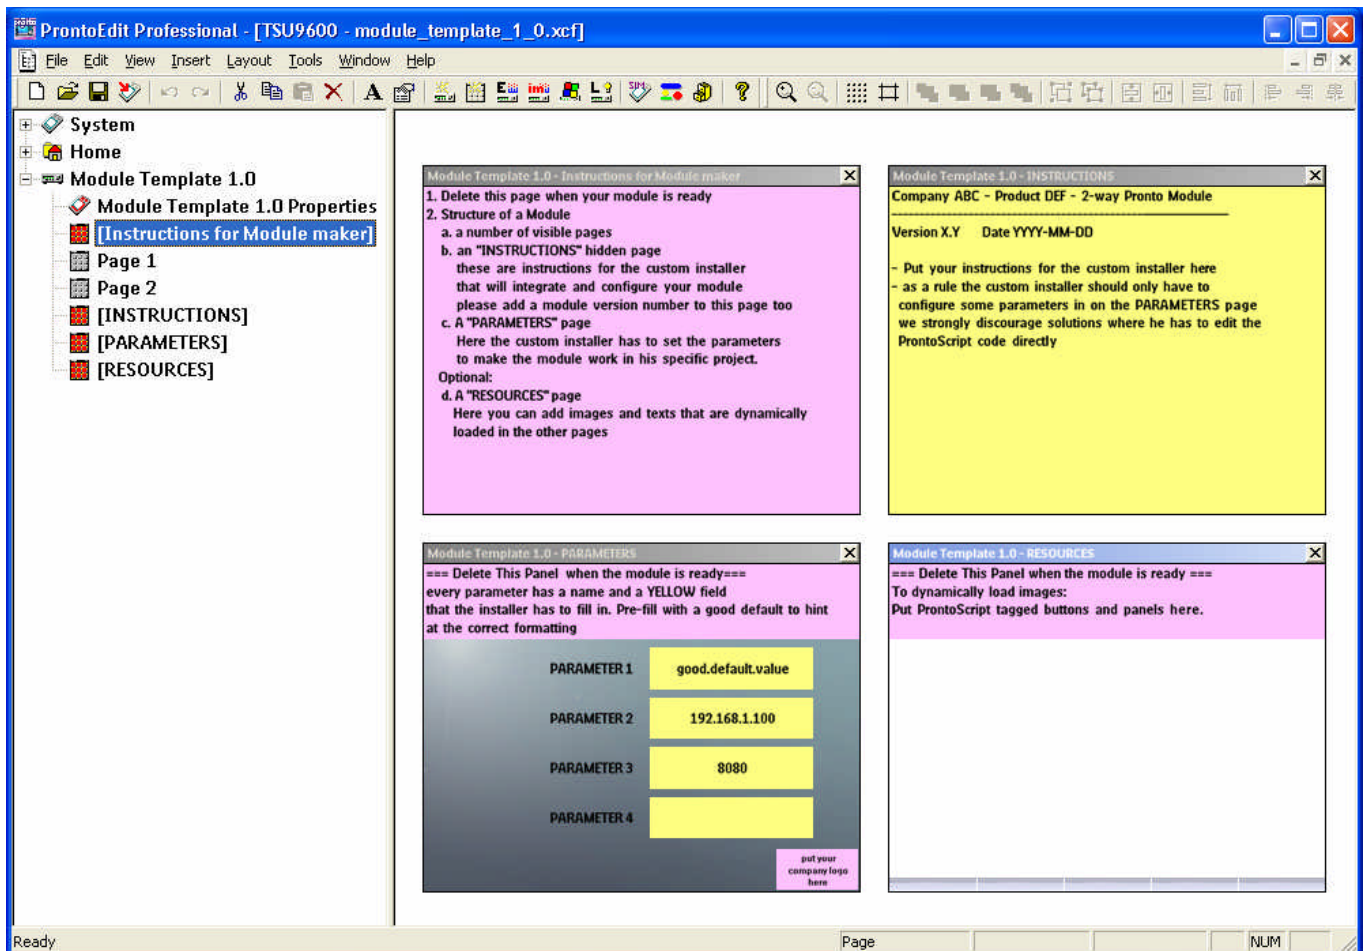 ProntoEdit Professional - [TSU9600 - module_template_1_0.xcf]
File Edit View Insert Layout Tools Window Help
System
Home
Module Template 1.0
Module Template 1.0 Properties
[Instructions for Module maker]
Page 1
Page 2
[INSTRUCTIONS]
[PARAMETERS]
[RESOURCES]
Module Template 1.0 - Instructions for Module maker
1. Delete this page when your module is ready
2. Structure of a Module
a. a number of visible pages
b. an "INSTRUCTIONS" hidden page
these are instructions for the custom installer
that will integrate and configure your module
please add a module version number to this page too
c. A "PARAMETERS" page
Here the custom installer has to set the parameters
to make the module work in his specific project.
Optional:
d. A "RESOURCES" page
Here you can add images and texts that are dynamically
loaded in the other pages
Module Template 1.0 - INSTRUCTIONS
Company ABC - Product DEF - 2-way Pronto Module
Version X.Y Date YYYY-MM-DD
- Put your instructions for the custom installer here
- as a rule the custom installer should only have to
configure some parameters in on the PARAMETERS page
we strongly discourage solutions where he has to edit the
ProntoScript code directly
Module Template 1.0 - PARAMETERS
=== Delete This Panel when the module is ready===
every parameter has a name and a YELLOW field
that the installer has to fill in. Pre-fill with a good default to hint
at the correct formatting
PARAMETER 1 good.default.value
PARAMETER 2 192.168.1.100
PARAMETER 3 8080
PARAMETER 4
put your
company logo
here
Module Template 1.0 - RESOURCES
=== Delete This Panel when the module is ready ===
To dynamically load images:
Put ProntoScript tagged buttons and panels here.
Ready Page NUM